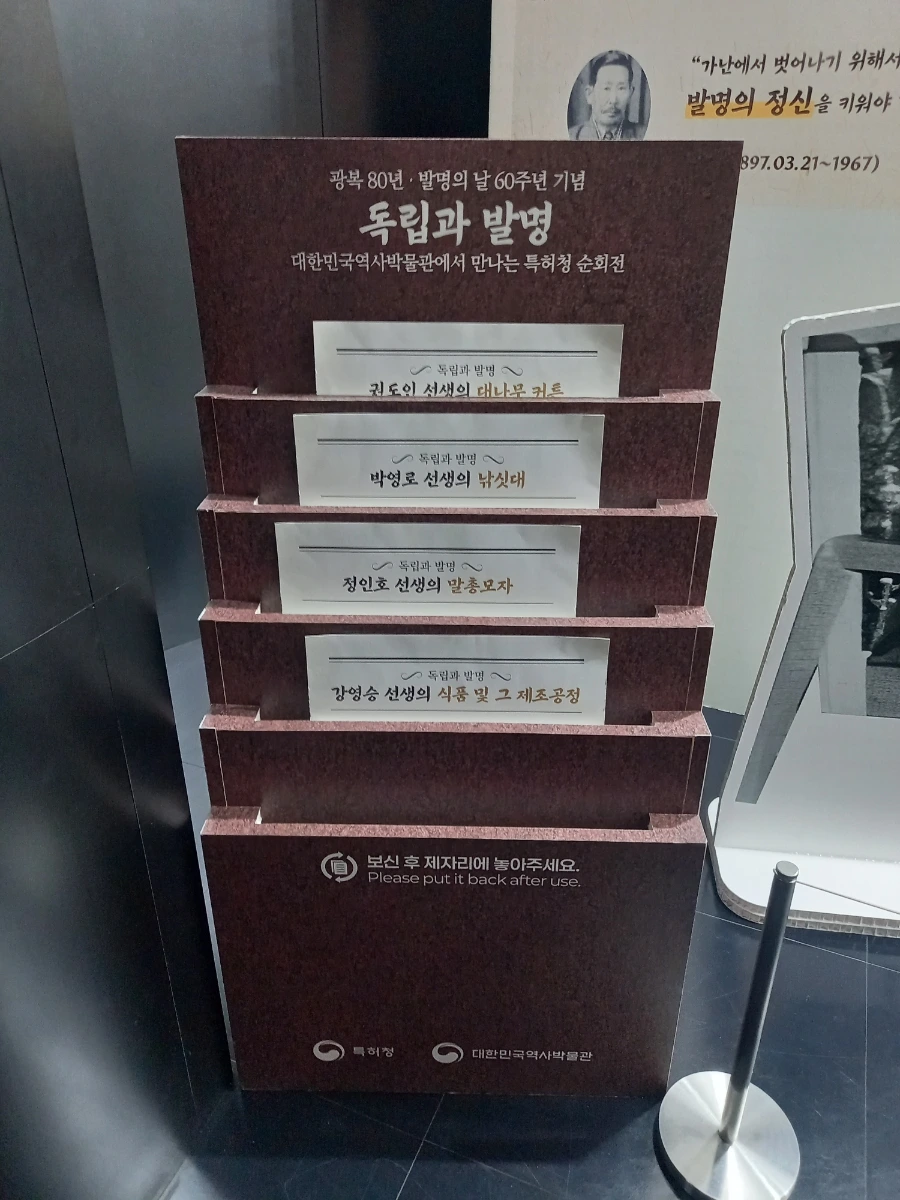 “가난에서 벗어나기 위해서
발명의 정신을 키워야
897.03.21~1967)
광복 80년 · 발명의 날 60주년 기념
독립과 발명
대한민국역사박물관에서 만나는 특허청 순회전
독립과 발명
권도인 선생의 대나무 커튼
독립과 발명
박영로 선생의 낚싯대
독립과 발명
정인호 선생의 말총모자
독립과 발명
강영승 선생의 식품 및 그 제조공정
보신 후 제자리에 놓아주세요.
Please put it back after use.
특허청
대한민국역사박물관